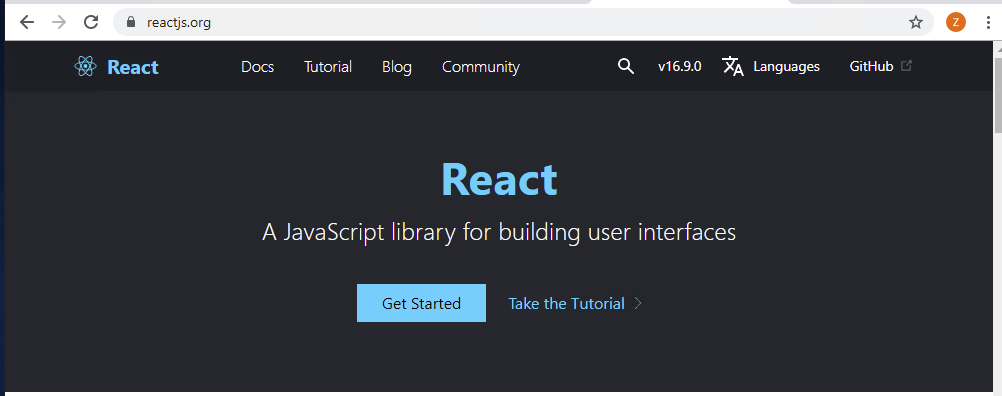 reactjs.org
Z
React Docs Tutorial Blog Community v16.9.0 Languages GitHub
React
A JavaScript library for building user interfaces
Get Started Take the Tutorial